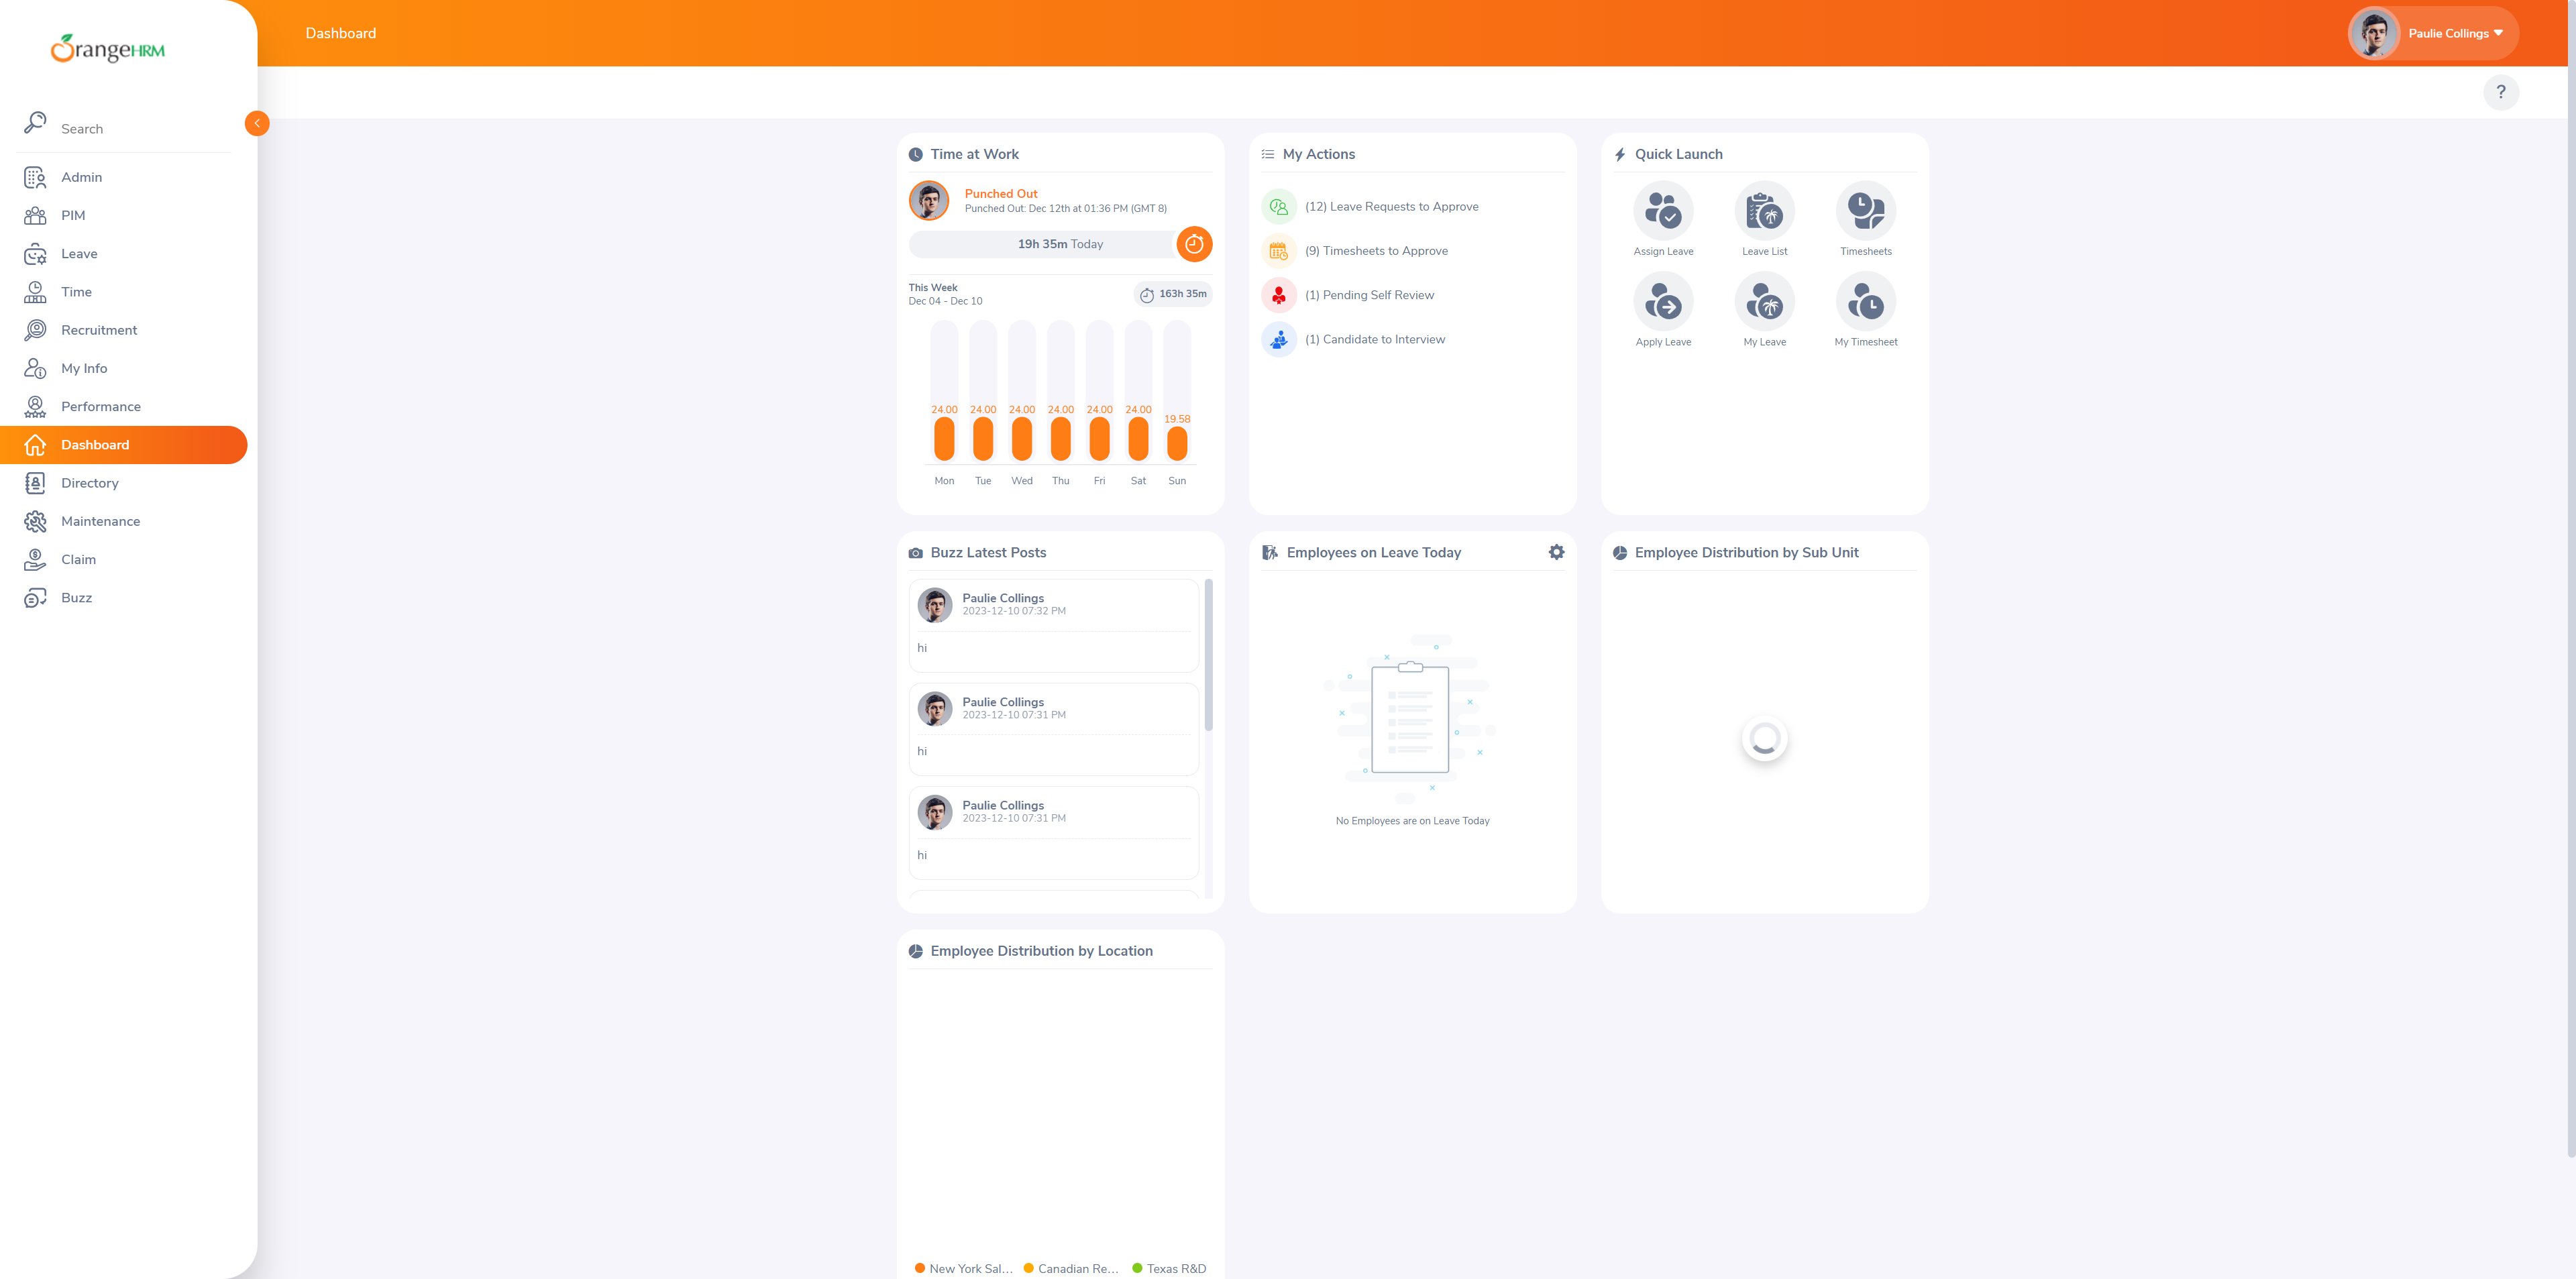 OrangeHRM
Dashboard
Paulie Collings
?
Search
Admin
PIM
Leave
Time
Recruitment
My Info
Performance
Dashboard
Directory
Maintenance
Claim
Buzz
Time at Work
Punched Out
Punched Out: Dec 12th at 01:36 PM (GMT 8)
19h 35m Today
This Week
Dec 04 - Dec 10
163h 35m
24.00 24.00 24.00 24.00 24.00 24.00 19.58
Mon Tue Wed Thu Fri Sat Sun
My Actions
(12) Leave Requests to Approve
(9) Timesheets to Approve
(1) Pending Self Review
(1) Candidate to Interview
Quick Launch
Assign Leave Leave List Timesheets
Apply Leave My Leave My Timesheet
Buzz Latest Posts
Paulie Collings
2023-12-10 07:32 PM
hi
Paulie Collings
2023-12-10 07:31 PM
hi
Paulie Collings
2023-12-10 07:31 PM
hi
Employees on Leave Today
No Employees are on Leave Today
Employee Distribution by Sub Unit
Employee Distribution by Location
New York Sal... Canadian Re... Texas R&D